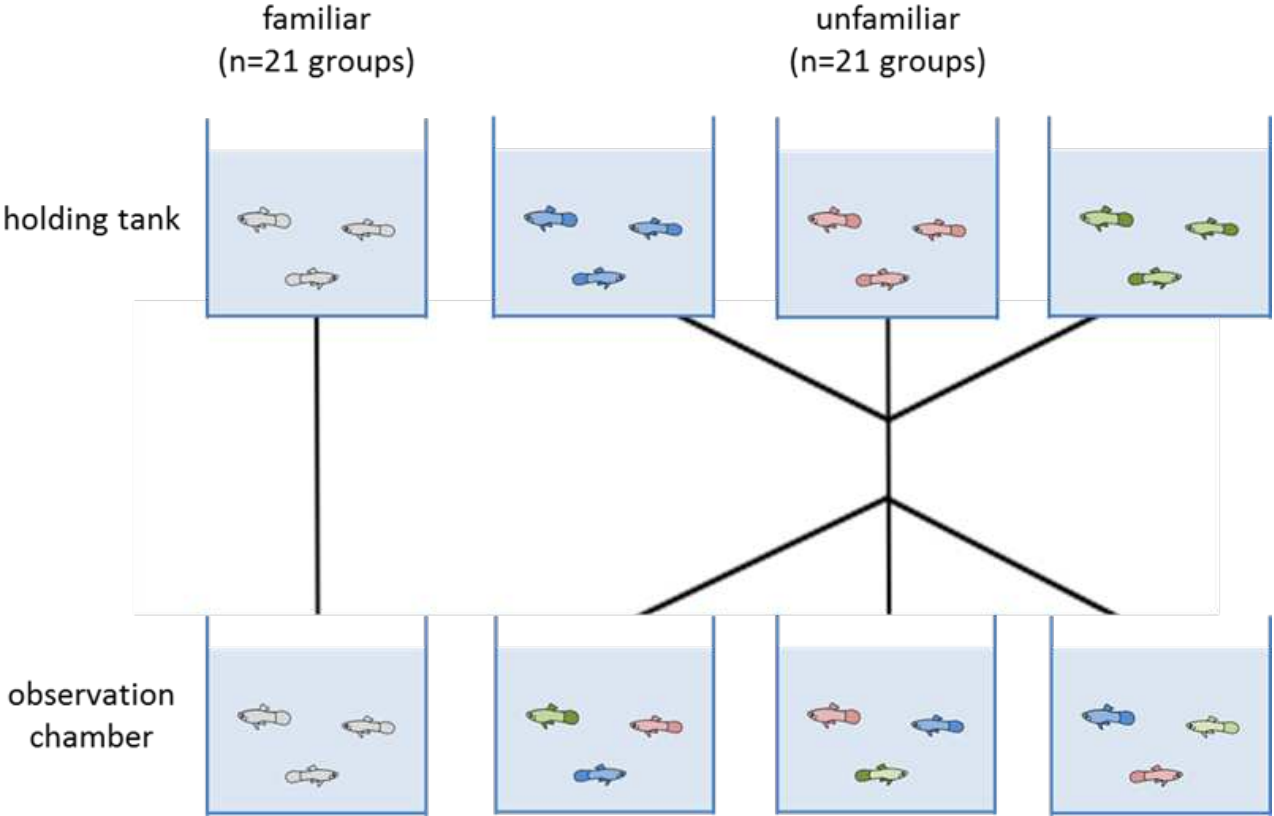 familiar
(n=21 groups)
unfamiliar
(n=21 groups)
holding tank
observation
chamber